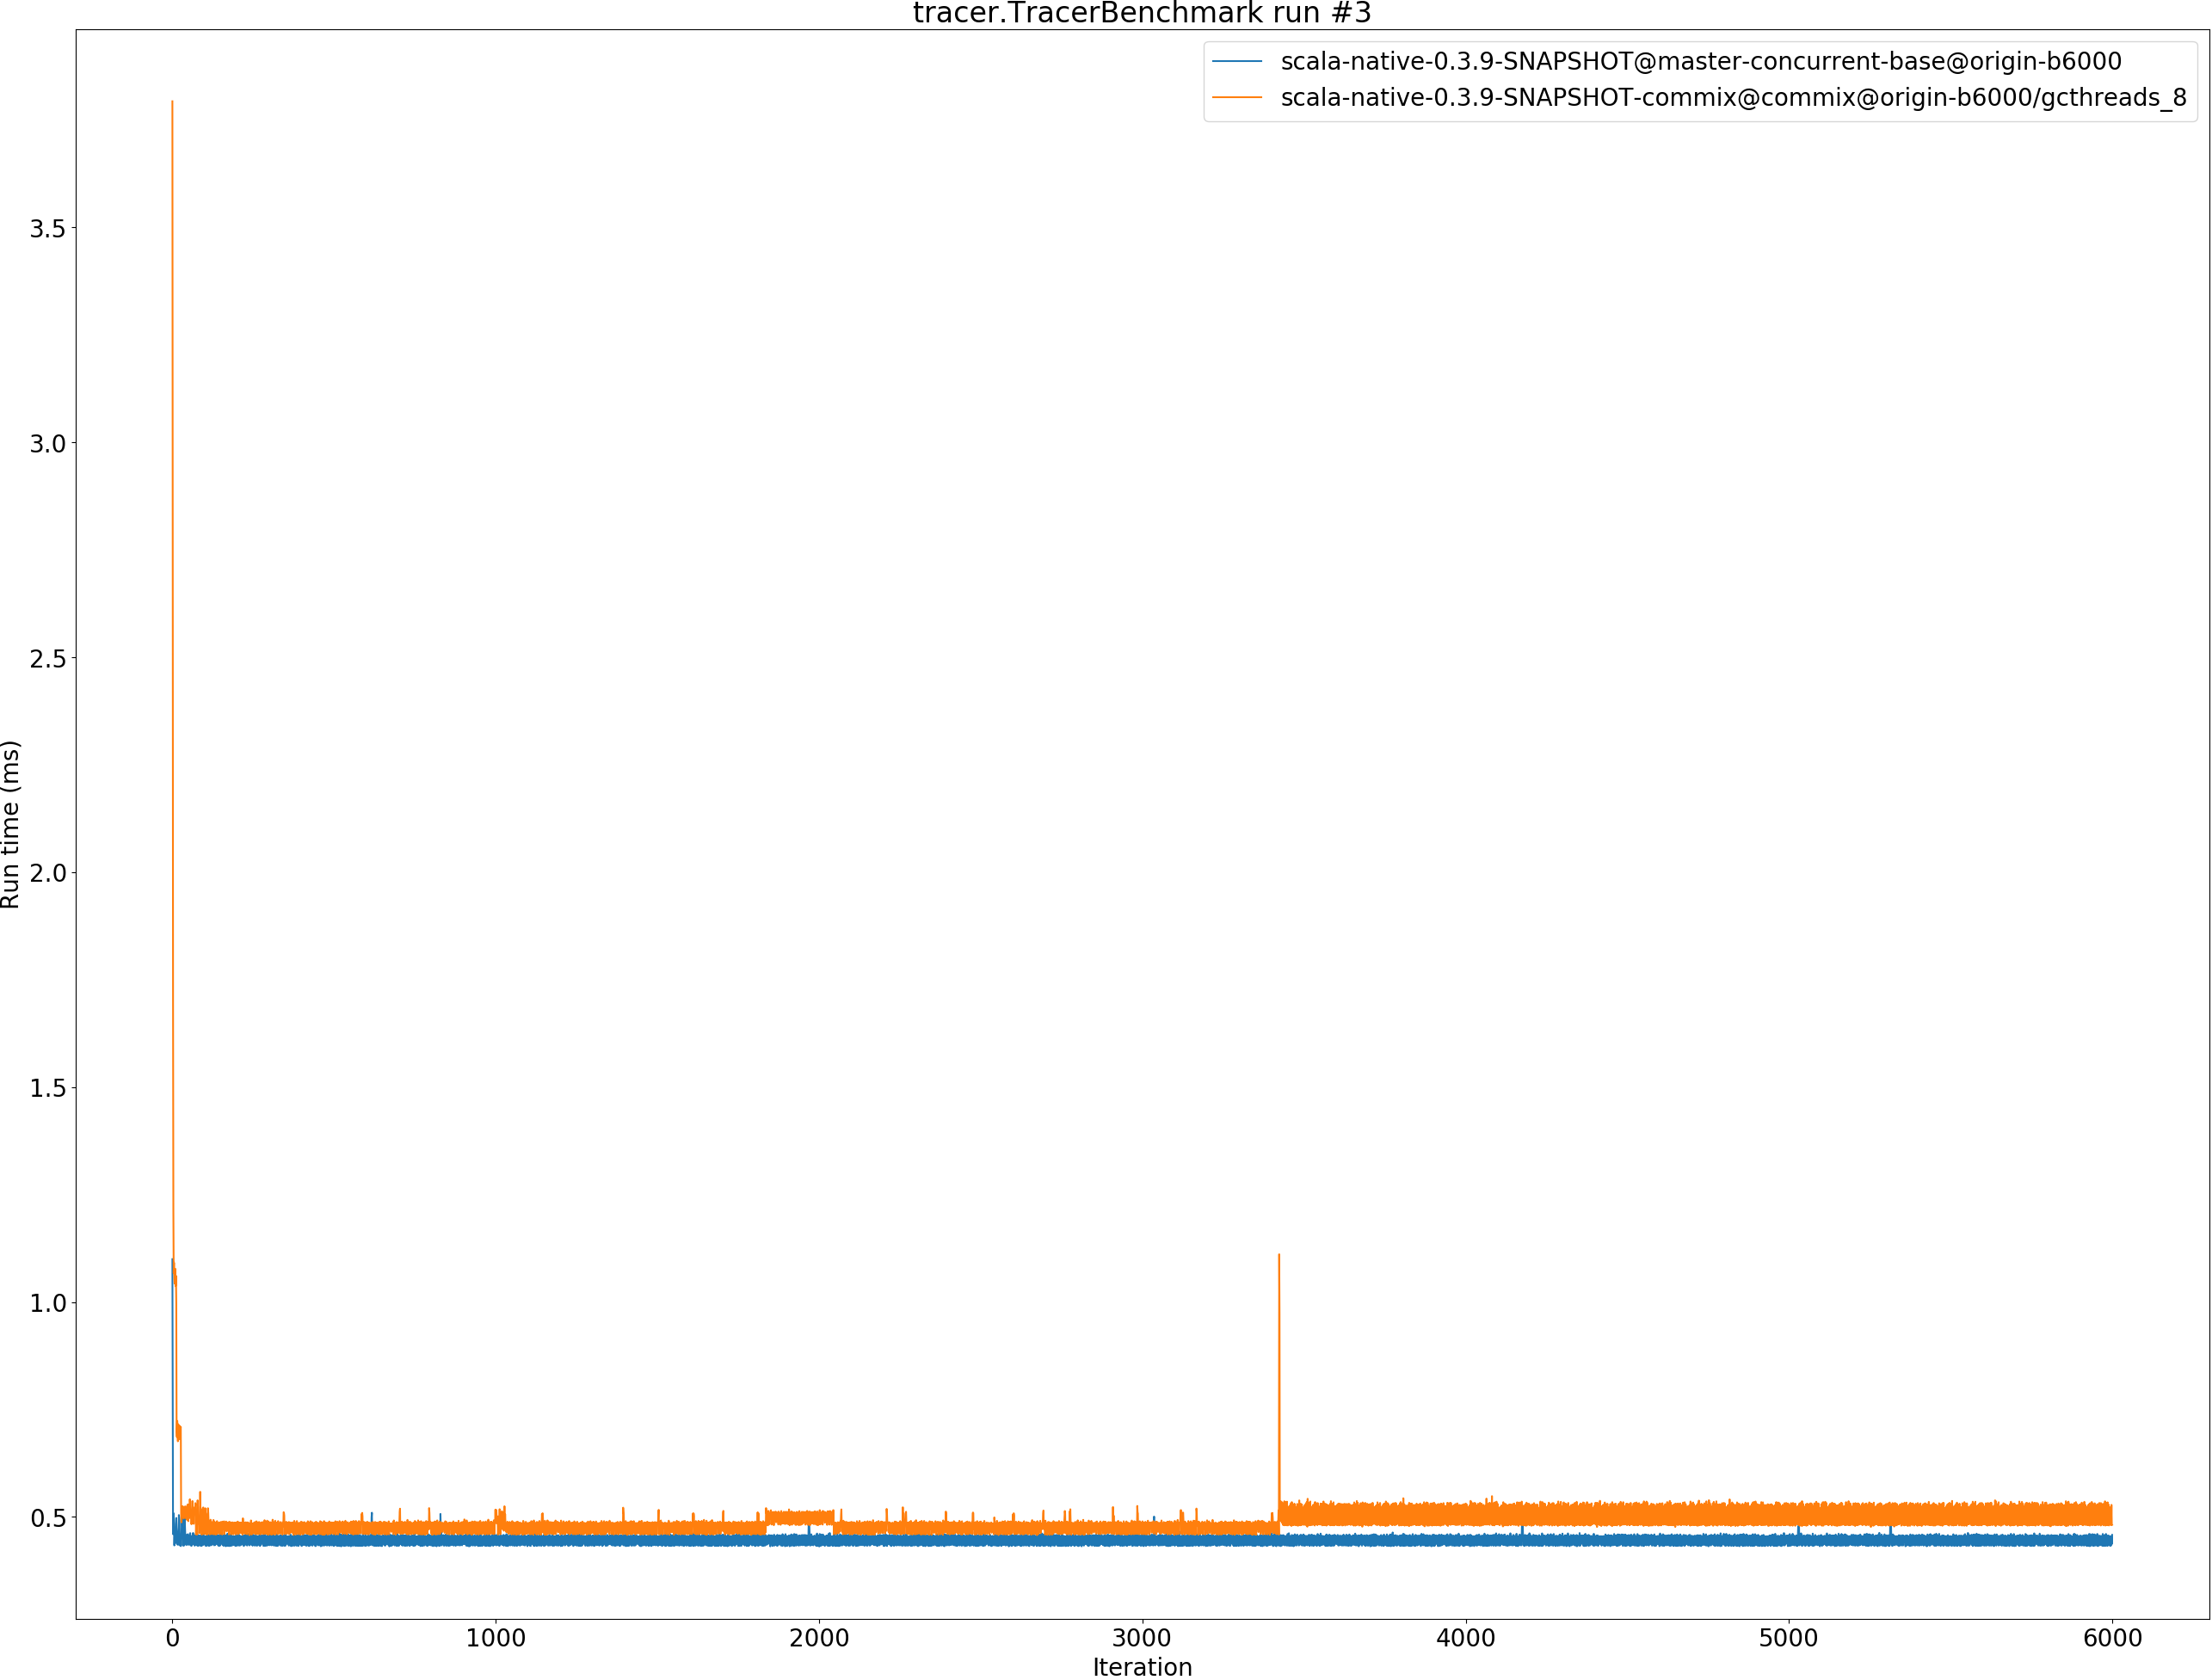 tracer.TracerBenchmark run #3
scala-native-0.3.9-SNAPSHOT@master-concurrent-base@origin-b6000
scala-native-0.3.9-SNAPSHOT-commix@commix@origin-b6000/gcthreads_8
3.5
3.0
2.5
2.0
1.5
1.0
0.5
Run time (ms)
0 1000 2000 3000 4000 5000 6000
Iteration